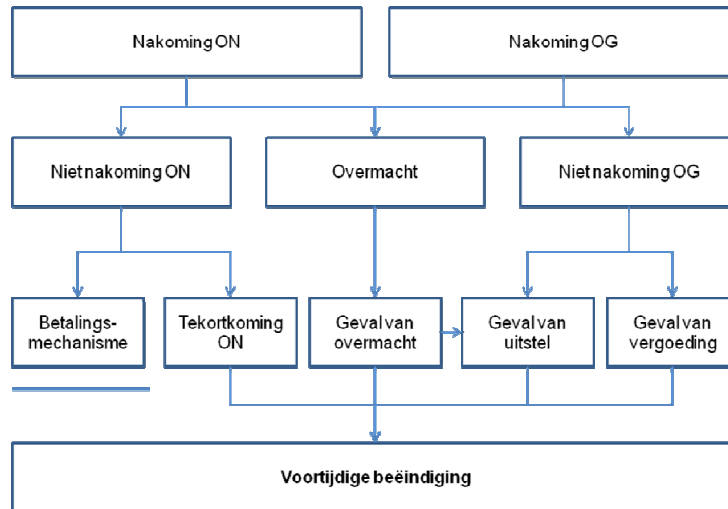 Nakoming ON
Nakoming OG
Niet nakoming ON
Overmacht
Niet nakoming OG
Betalings-
mechanisme
Tekortkoming
ON
Geval van
overmacht
Geval van
uitstel
Geval van
vergoeding
Voortijdige beëindiging